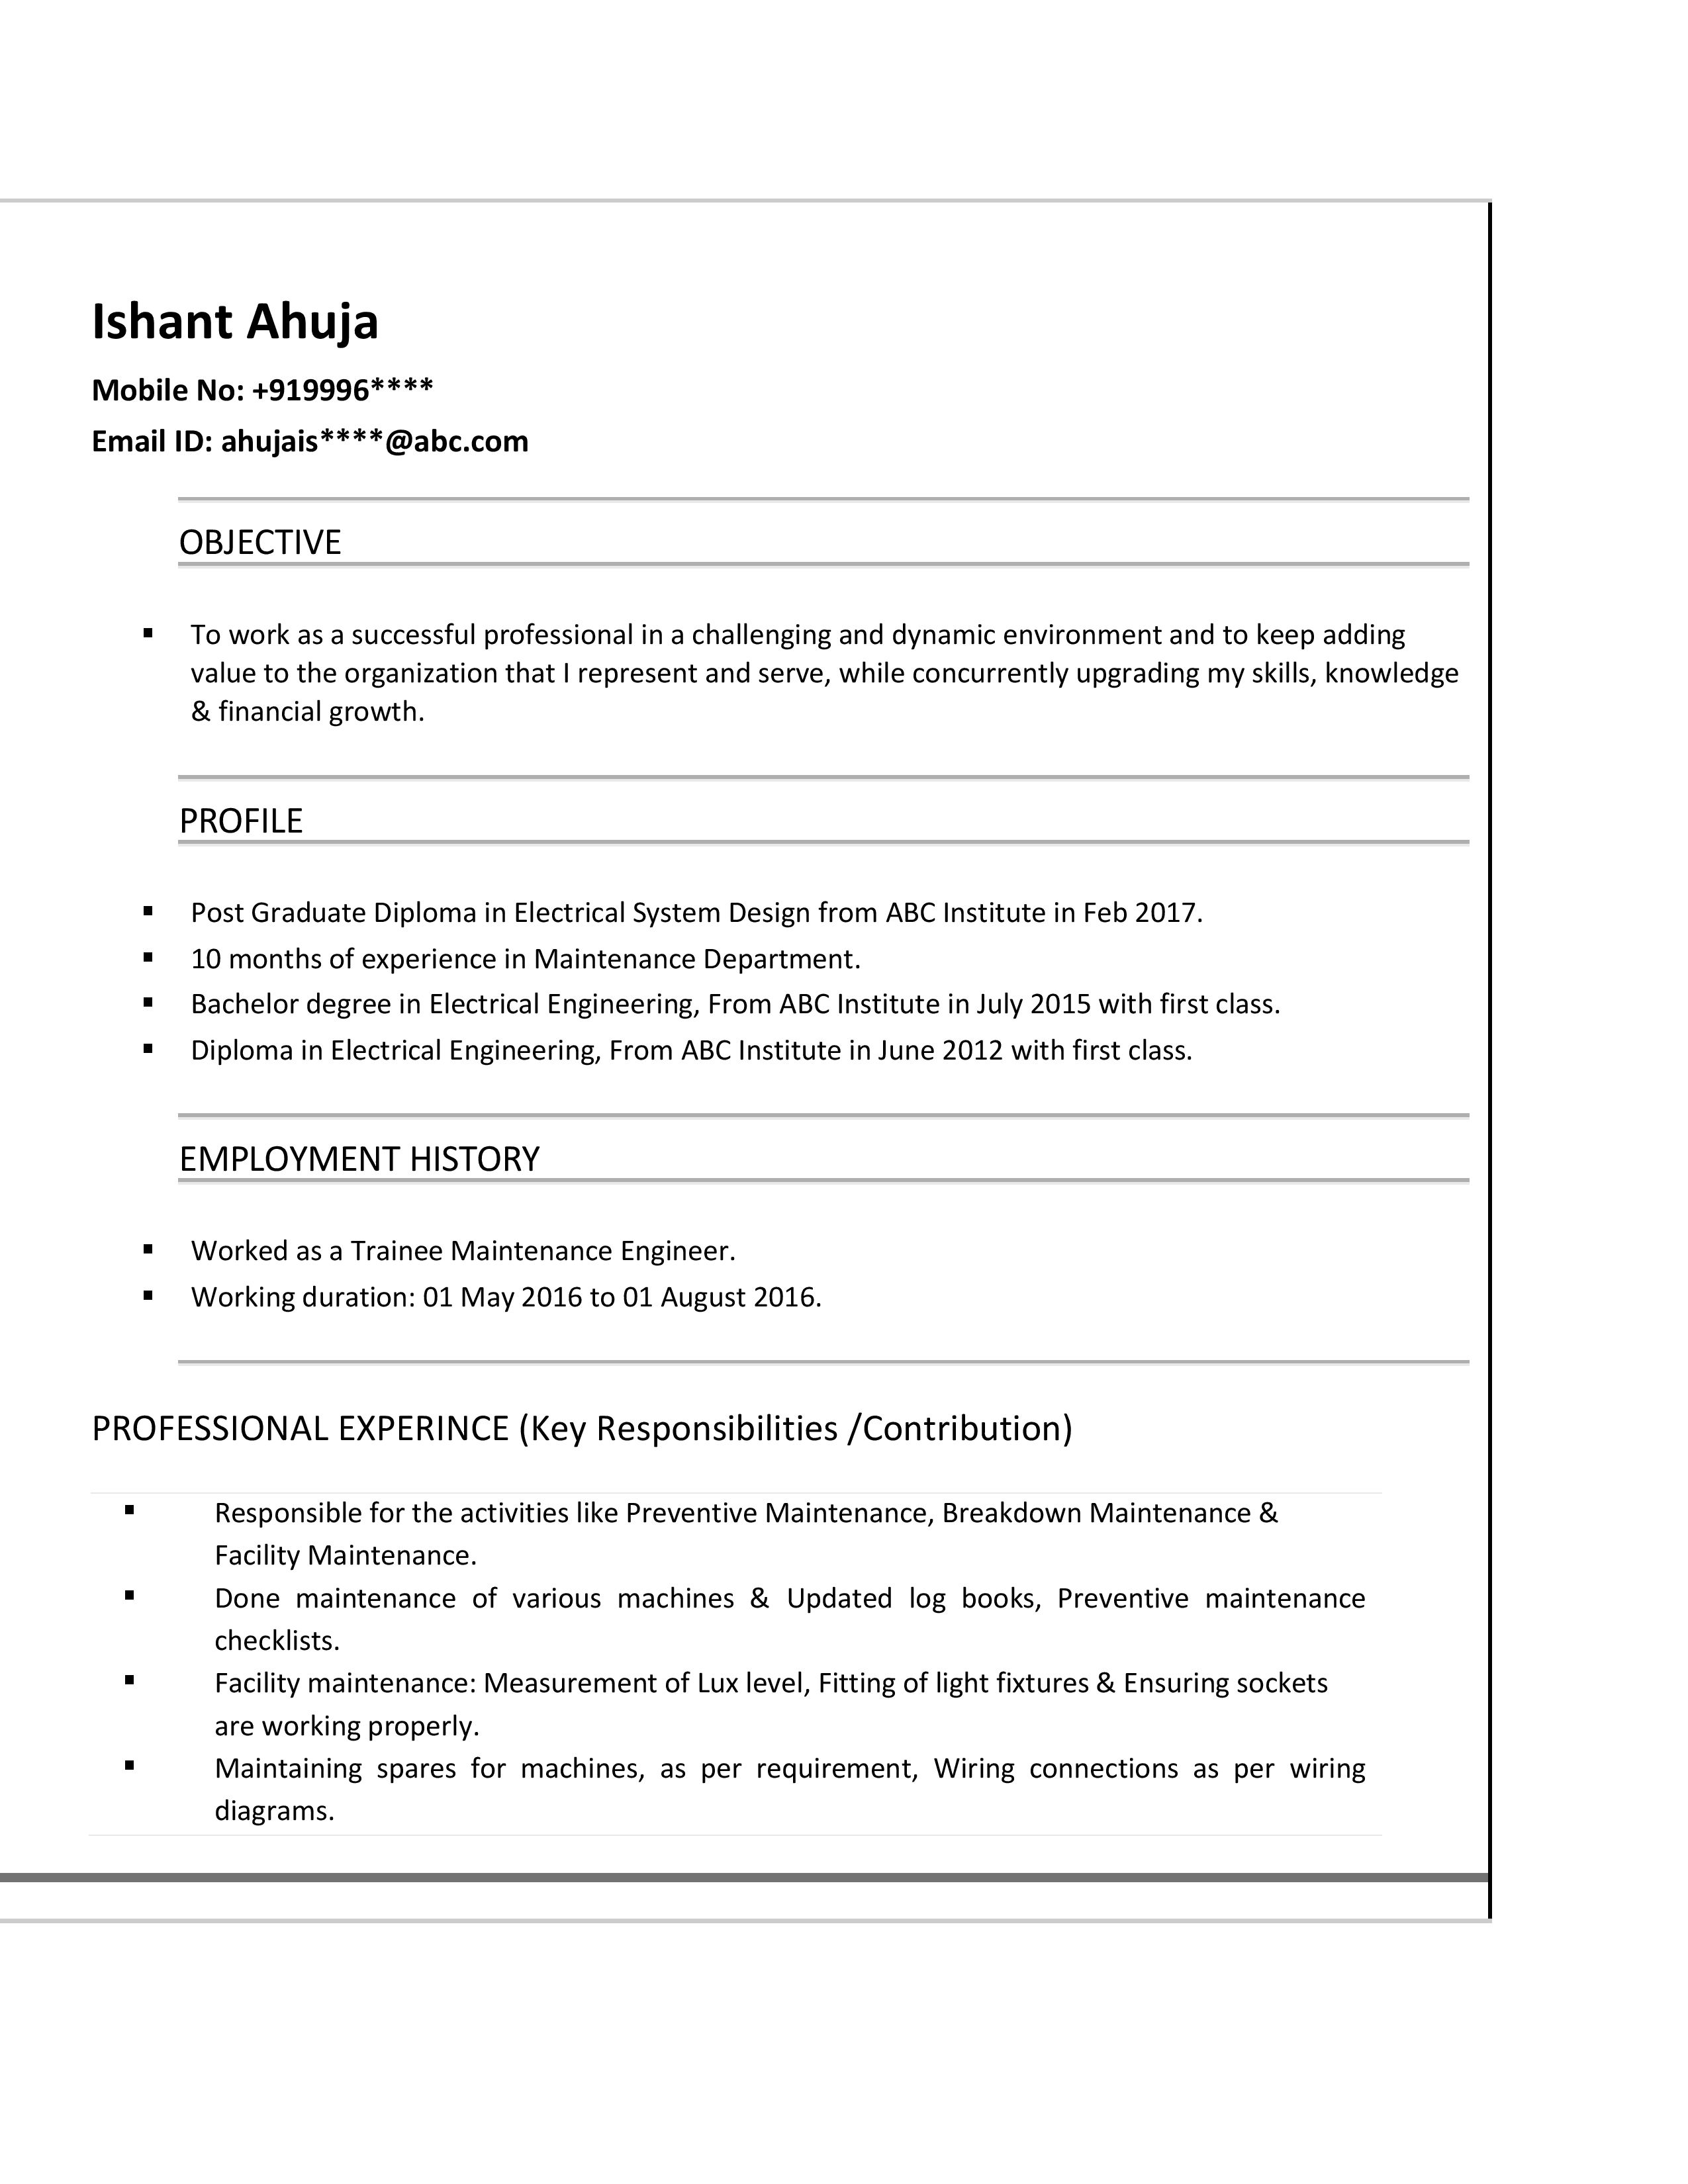 Ishant Ahuja
Mobile No: +919996****
Email ID: ahujais****@abc.com
OBJECTIVE
▪ To work as a successful professional in a challenging and dynamic environment and to keep adding
value to the organization that I represent and serve, while concurrently upgrading my skills, knowledge
& financial growth.
PROFILE
▪ Post Graduate Diploma in Electrical System Design from ABC Institute in Feb 2017.
▪ 10 months of experience in Maintenance Department.
▪ Bachelor degree in Electrical Engineering, From ABC Institute in July 2015 with first class.
▪ Diploma in Electrical Engineering, From ABC Institute in June 2012 with first class.
EMPLOYMENT HISTORY
▪ Worked as a Trainee Maintenance Engineer.
▪ Working duration: 01 May 2016 to 01 August 2016.
PROFESSIONAL EXPERINCE (Key Responsibilities /Contribution)
▪ Responsible for the activities like Preventive Maintenance, Breakdown Maintenance &
Facility Maintenance.
▪ Done maintenance of various machines & Updated log books, Preventive maintenance
checklists.
▪ Facility maintenance: Measurement of Lux level, Fitting of light fixtures & Ensuring sockets
are working properly.
▪ Maintaining spares for machines, as per requirement, Wiring connections as per wiring
diagrams.